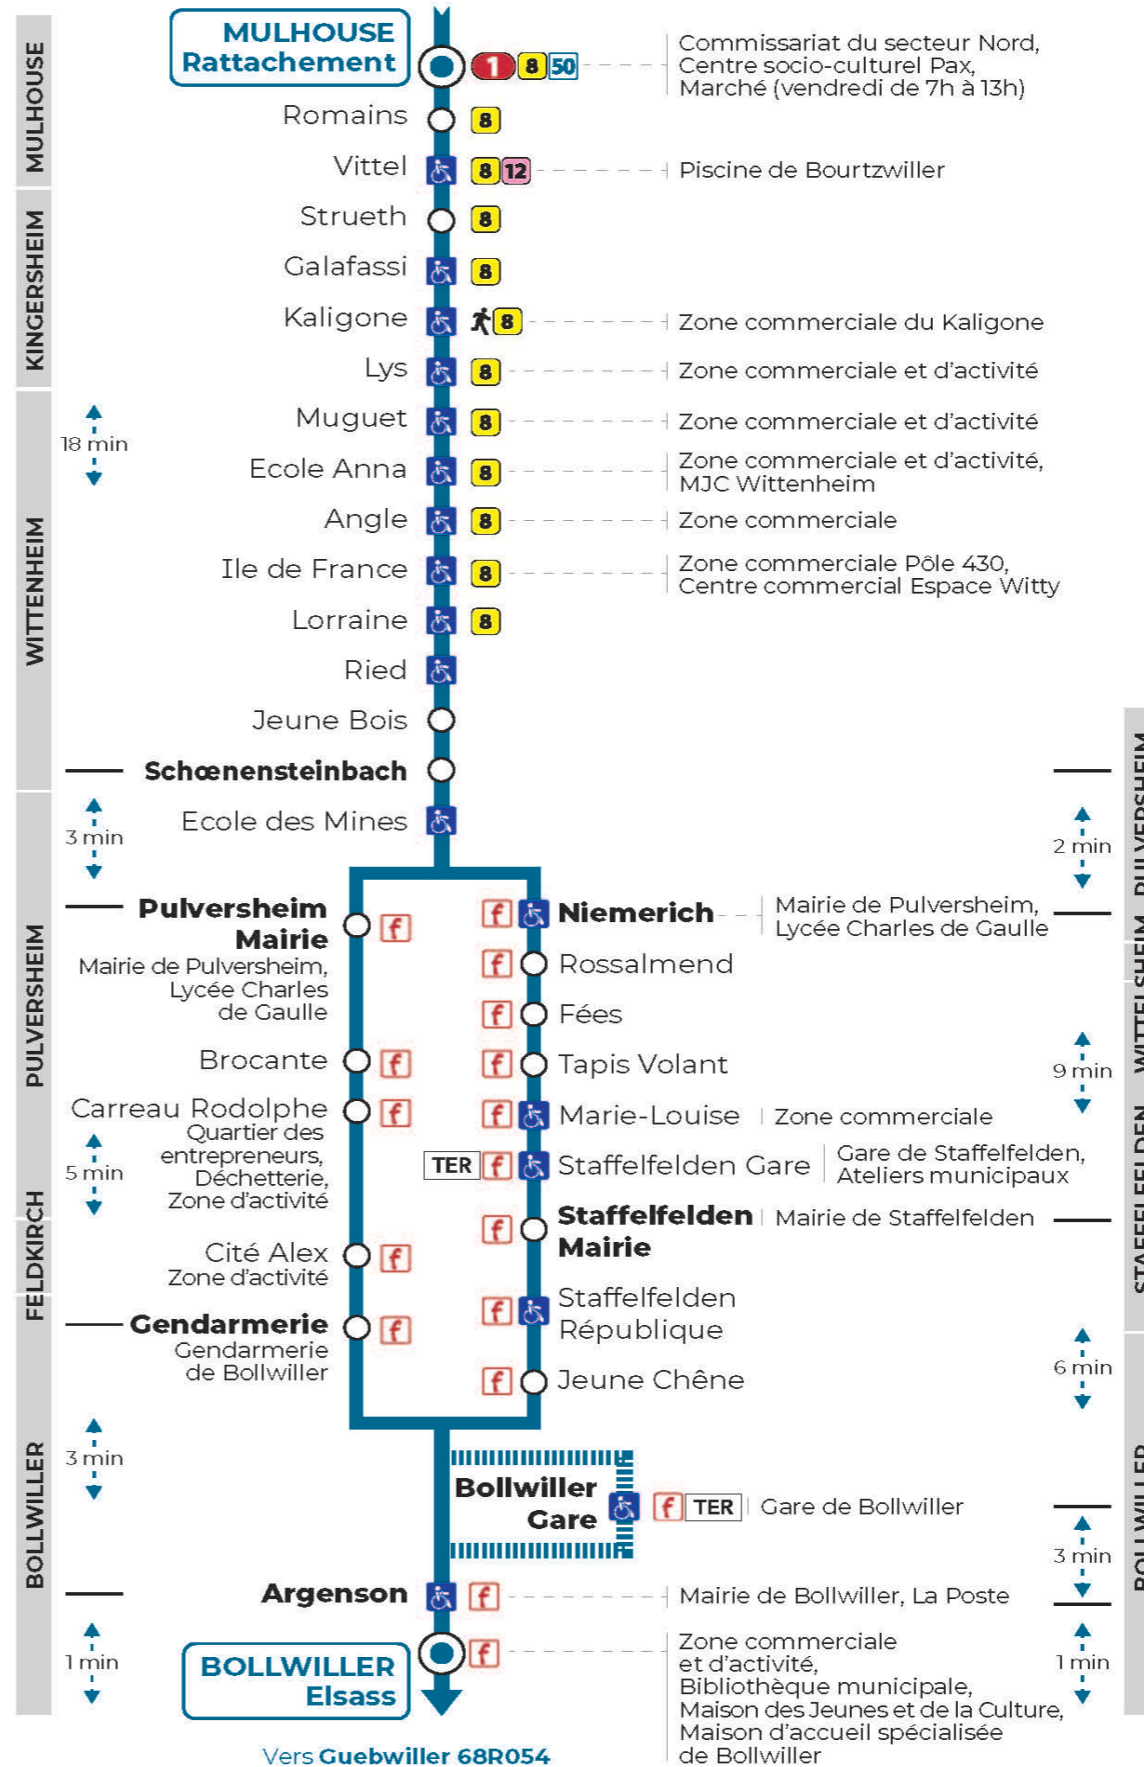 MULHOUSE
Rattachement
1 8 50
Commissariat du secteur Nord,
Centre socio-culturel Pax,
Marché (vendredi de 7h à 13h)
MULHOUSE
Romains
8
Vittel
8 12
Piscine de Bourtzwiller
KINGERSHEIM
Strueth
8
Galafassi
8
Kaligone
8
Zone commerciale du Kaligone
Lys
8
Zone commerciale et d'activité
WITTENHEIM
18 min
Muguet
8
Zone commerciale et d'activité
Ecole Anna
8
Zone commerciale et d'activité,
MJC Wittenheim
Angle
8
Zone commerciale
Ile de France
8
Zone commerciale Pôle 430,
Centre commercial Espace Witty
Lorraine
8
Ried
Jeune Bois
Schœnensteinbach
PULVERSHEIM
3 min
Ecole des Mines
Pulversheim
Mairie
f
Mairie de Pulversheim,
Lycée Charles
de Gaulle
Brocante
f
Carreau Rodolphe
f
Quartier des
entrepreneurs,
Déchetterie,
Zone d'activité
5 min
FELDKIRCH
Cité Alex
f
Zone d'activité
BOLLWILLER
Gendarmerie
f
Gendarmerie
de Bollwiller
3 min
PULVERSHEIM
2 min
f
Niemerich
Mairie de Pulversheim,
Lycée Charles de Gaulle
WITTELSHEIM
f
Rossalmend
f
Fées
f
Tapis Volant
9 min
STAFFELFELDEN
f
Marie-Louise
Zone commerciale
TER f
Staffelfelden Gare
Gare de Staffelfelden,
Ateliers municipaux
f
Staffelfelden
Mairie
Mairie de Staffelfelden
f
Staffelfelden
République
f
Jeune Chêne
6 min
BOLLWILLER
Bollwiller
Gare
f TER
Gare de Bollwiller
3 min
Argenson
f
Mairie de Bollwiller, La Poste
1 min
1 min
BOLLWILLER
Elsass
f
Zone commerciale
et d'activité,
Bibliothèque municipale,
Maison des Jeunes et de la Culture,
Maison d'accueil spécialisée
de Bollwiller
Vers Guebwiller 68R054